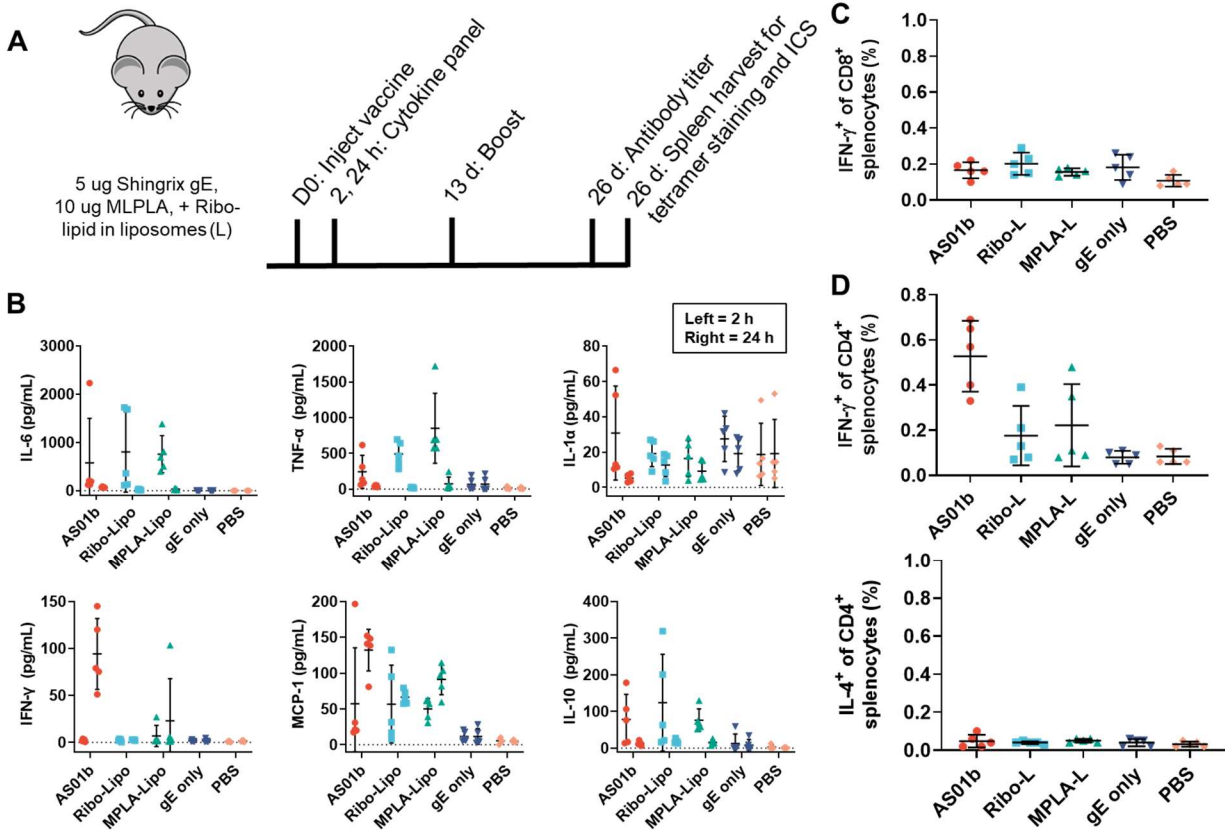 A
D0: Inject vaccine
2, 24 h: Cytokine panel
13 d: Boost
26 d: Antibody titer
26 d: Spleen harvest for
tetramer staining and ICS
5 ug Shingrix gE,
10 ug MLPLA, + Ribo-
lipid in liposomes (L)
B
Left = 2 h
Right = 24 h
IL-6 (pg/mL)
3000
2000
1000
0
AS01b
Ribo-Lipo
MPLA-Lipo
gE only
PBS
TNF-α (pg/mL)
2000
1500
1000
500
0
AS01b
Ribo-Lipo
MPLA-Lipo
gE only
PBS
IL-1α (pg/mL)
80
60
40
20
0
AS01b
Ribo-Lipo
MPLA-Lipo
gE only
PBS
IFN-γ (pg/mL)
150
100
50
0
AS01b
Ribo-Lipo
MPLA-Lipo
gE only
PBS
MCP-1 (pg/mL)
200
150
100
50
0
AS01b
Ribo-Lipo
MPLA-Lipo
gE only
PBS
IL-10 (pg/mL)
400
300
200
100
0
AS01b
Ribo-Lipo
MPLA-Lipo
gE only
PBS
C
IFN-γ+ of CD8+
splenocytes (%)
1.0
0.8
0.6
0.4
0.2
0.0
AS01b
Ribo-L
MPLA-L
gE only
PBS
D
IFN-γ+ of CD4+
splenocytes (%)
0.8
0.6
0.4
0.2
0.0
AS01b
Ribo-L
MPLA-L
gE only
PBS
IL-4+ of CD4+
splenocytes (%)
1.0
0.8
0.6
0.4
0.2
0.0
AS01b
Ribo-L
MPLA-L
gE only
PBS